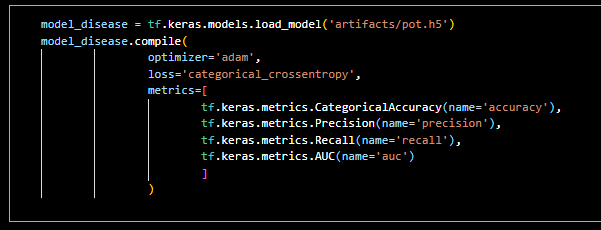 model_disease = tf.keras.models.load_model('artifacts/pot.h5')
model_disease.compile(
optimizer='adam',
loss='categorical_crossentropy',
metrics=[
tf.keras.metrics.CategoricalAccuracy(name='accuracy'),
tf.keras.metrics.Precision(name='precision'),
tf.keras.metrics.Recall(name='recall'),
tf.keras.metrics.AUC(name='auc')
]
)